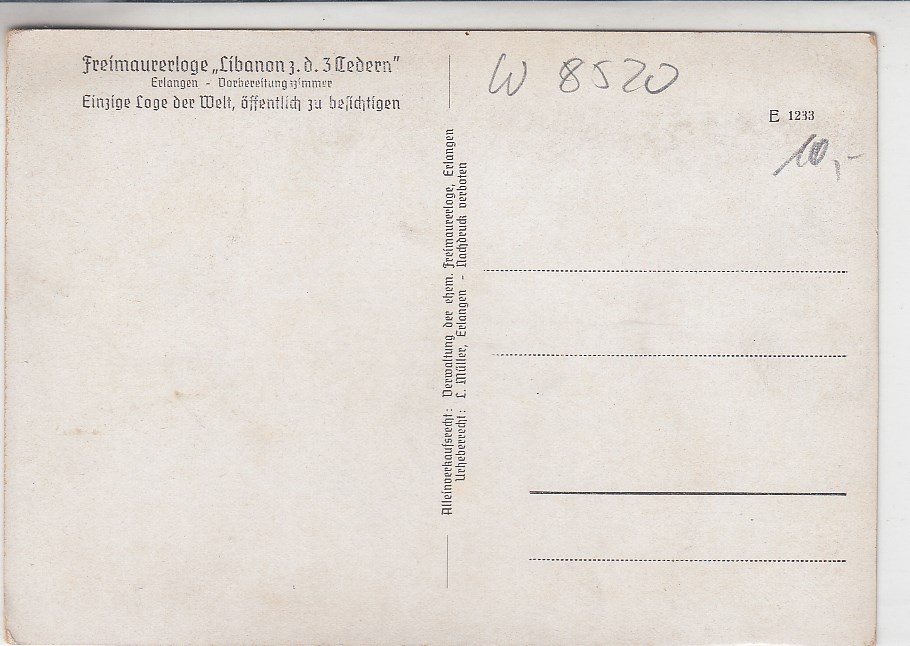 Freimaurerloge „Libanon z. d. 3 Cedern"
Erlangen - Vorbereitungszimmer
Einzige Loge der Welt, öffentlich zu besichtigen
Alleinverkaufsrecht: Verwaltung der ehem. Freimaurerloge, Erlangen
Urheberrecht: L. Müller, Erlangen - Nachdruck verboten
W 8520
E 1233
10,-